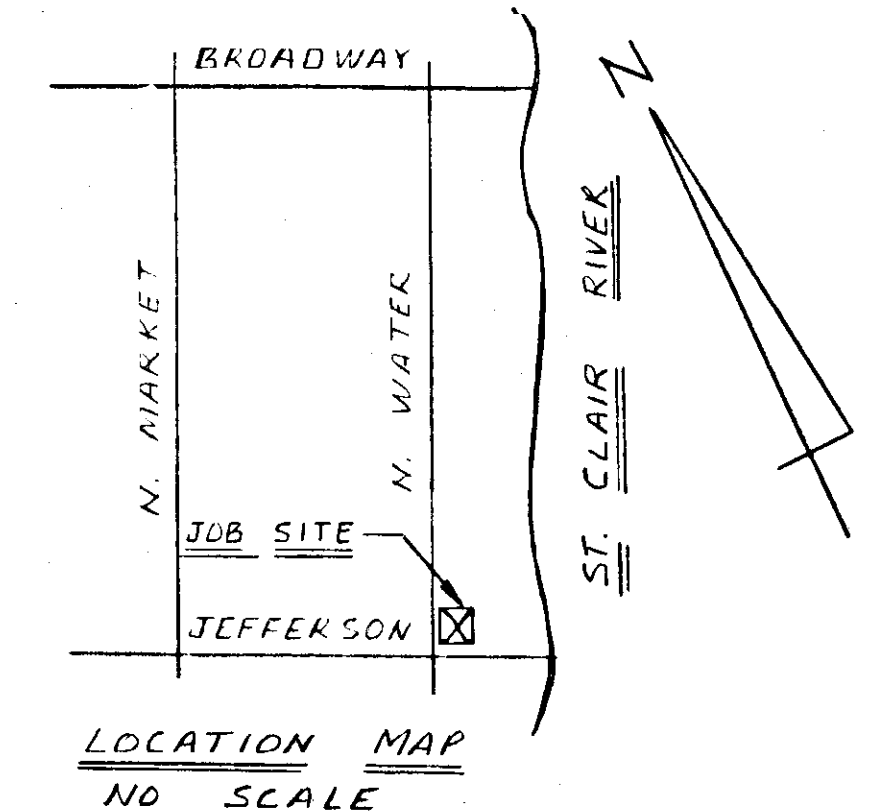 BROADWAY
N
N. MARKET
N. WATER
ST. CLAIR RIVER
JOB SITE
JEFFERSON
LOCATION MAP
NO SCALE